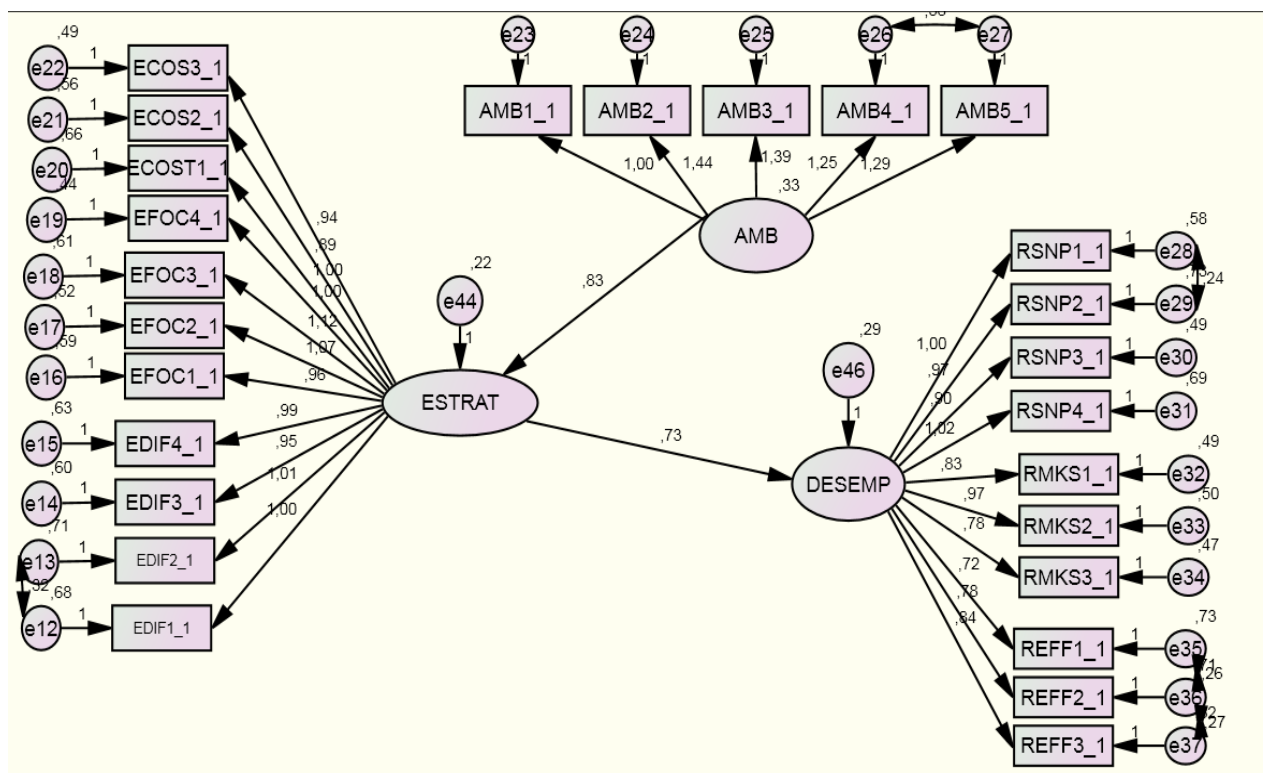 ,49
e22 1 ECOS3_1
,56
e21 1 ECOS2_1
,66
e20 1 ECOST1_1
,44
e19 1 EFOC4_1
,61
e18 1 EFOC3_1
,52
e17 1 EFOC2_1
,59
e16 1 EFOC1_1
,63
e15 1 EDIF4_1
,60
e14 1 EDIF3_1
,71
e13 1 EDIF2_1
,32
,68
e12 1 EDIF1_1
,94
,89
1,00
1,00
1,12
1,07
,96
,99
,95
1,01
1,00
,22
e44
1
ESTRAT
e23 e24 e25 e26 e27
1 1 1 1 1
AMB1_1 AMB2_1 AMB3_1 AMB4_1 AMB5_1
1,00 1,44 1,39 1,25 1,29
,33
AMB
,83
,73
,29
e46
1
DESEMP
1,00
,97
,90
1,02
,83
,97
,78
,72
,78
,84
,58
RSNP1_1 1 e28
,24
RSNP2_1 1 e29
,49
RSNP3_1 1 e30
,69
RSNP4_1 1 e31
,49
RMKS1_1 1 e32
,50
RMKS2_1 1 e33
,47
RMKS3_1 1 e34
,73
REFF1_1 1 e35
,26
REFF2_1 1 e36
,27
REFF3_1 1 e37